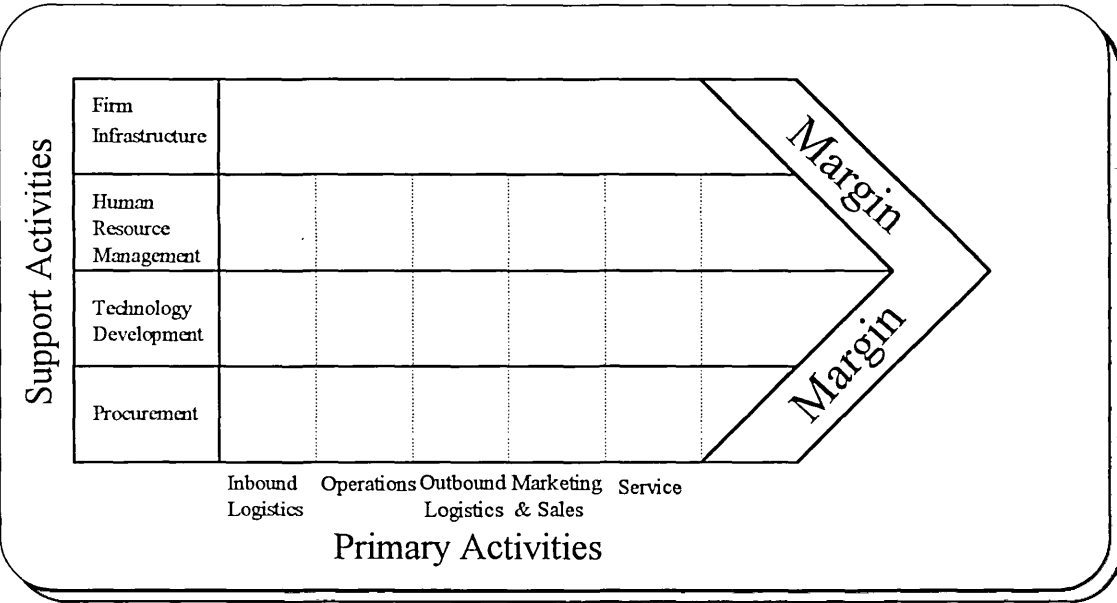 Support Activities
Firm
Infrastructure
Human
Resource
Management
Technology
Development
Procurement
Margin
Margin
Inbound
Logistics
Operations
Outbound
Logistics
Marketing
& Sales
Service
Primary Activities